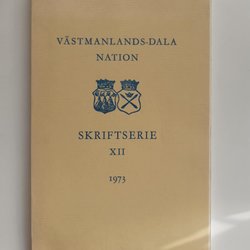 VÄSTMANLANDS-DALA
NATION
SKRIFTSERIE
XII
1973